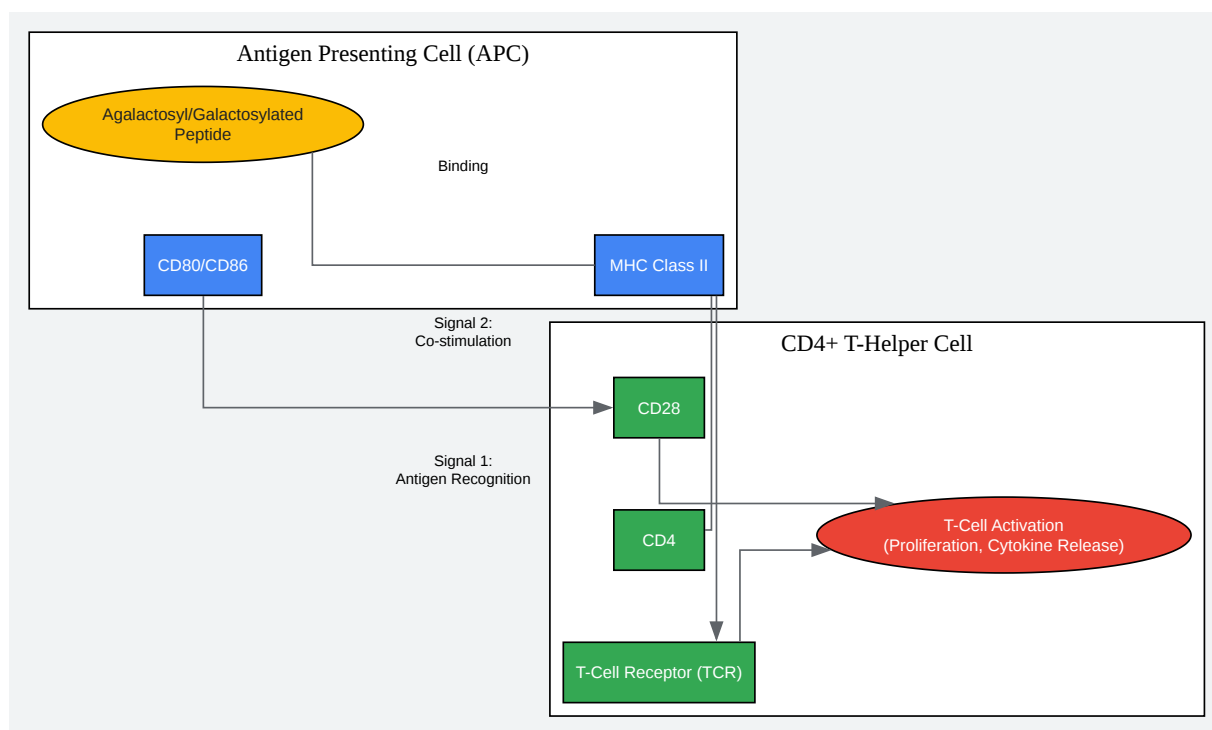 Antigen Presenting Cell (APC)
Agalactosyl/Galactosylated
Peptide
Binding
CD80/CD86
MHC Class II
Signal 2:
Co-stimulation
CD4+ T-Helper Cell
CD28
Signal 1:
Antigen Recognition
CD4
T-Cell Activation
(Proliferation, Cytokine Release)
T-Cell Receptor (TCR)